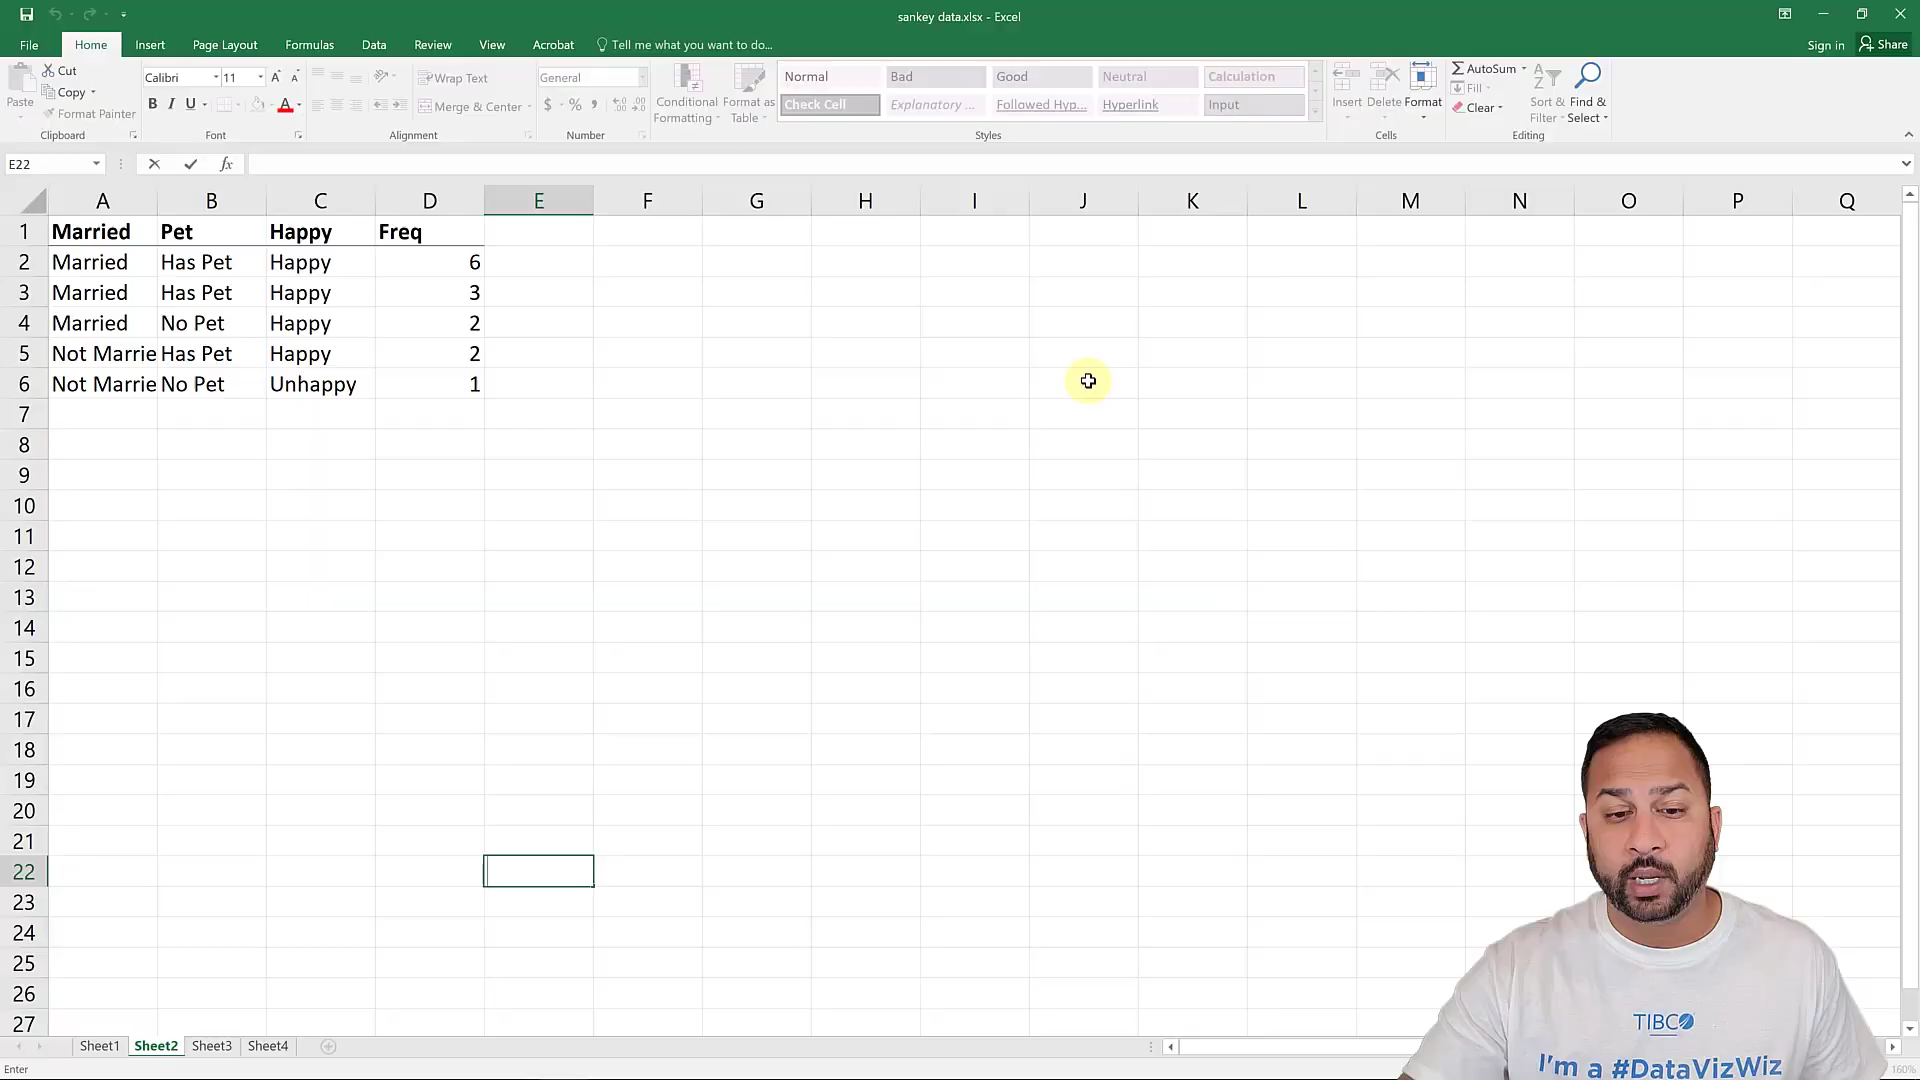 sankey data.xlsx - Excel
File Home Insert Page Layout Formulas Data Review View Acrobat Tell me what you want to do... Sign in Share
Paste
Cut
Copy
Format Painter
Clipboard
Calibri 11
B I U
Font
Wrap Text
Merge & Center
Alignment
General
$ % ,
Number
Conditional Formatting
Format as Table
Normal Bad Good Neutral Calculation
Check Cell Explanatory ... Followed Hyp... Hyperlink Input
Styles
Insert Delete Format
Cells
AutoSum
Fill
Clear
Sort & Filter
Find & Select
Editing
E22 fx
A B C D E F G H I J K L M N O P Q
1 Married Pet Happy Freq
2 Married Has Pet Happy 6
3 Married Has Pet Happy 3
4 Married No Pet Happy 2
5 Not Marrie Has Pet Happy 2
6 Not Marrie No Pet Unhappy 1
7
8
9
10
11
12
13
14
15
16
17
18
19
20
21
22
23
24
25
26
27
TIBCO
I'm a #DataVizWiz
Sheet1 Sheet2 Sheet3 Sheet4
Enter
160%